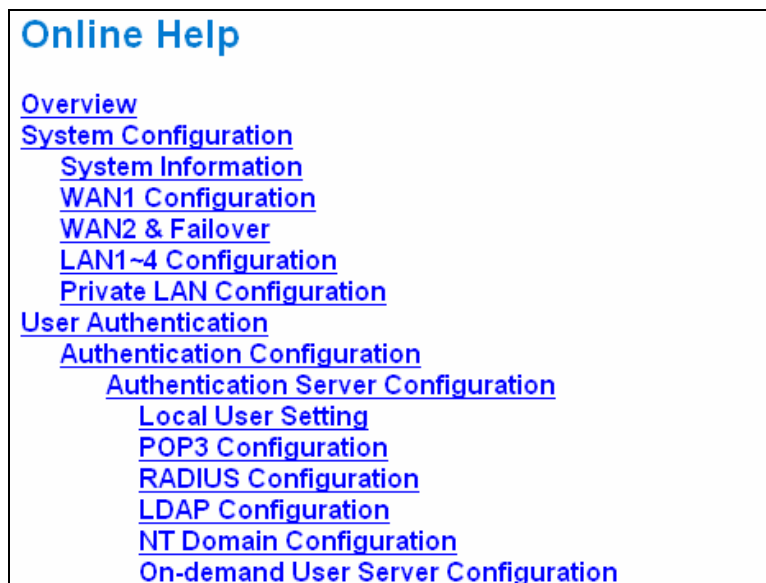 Online Help
Overview
System Configuration
System Information
WAN1 Configuration
WAN2 & Failover
LAN1~4 Configuration
Private LAN Configuration
User Authentication
Authentication Configuration
Authentication Server Configuration
Local User Setting
POP3 Configuration
RADIUS Configuration
LDAP Configuration
NT Domain Configuration
On-demand User Server Configuration